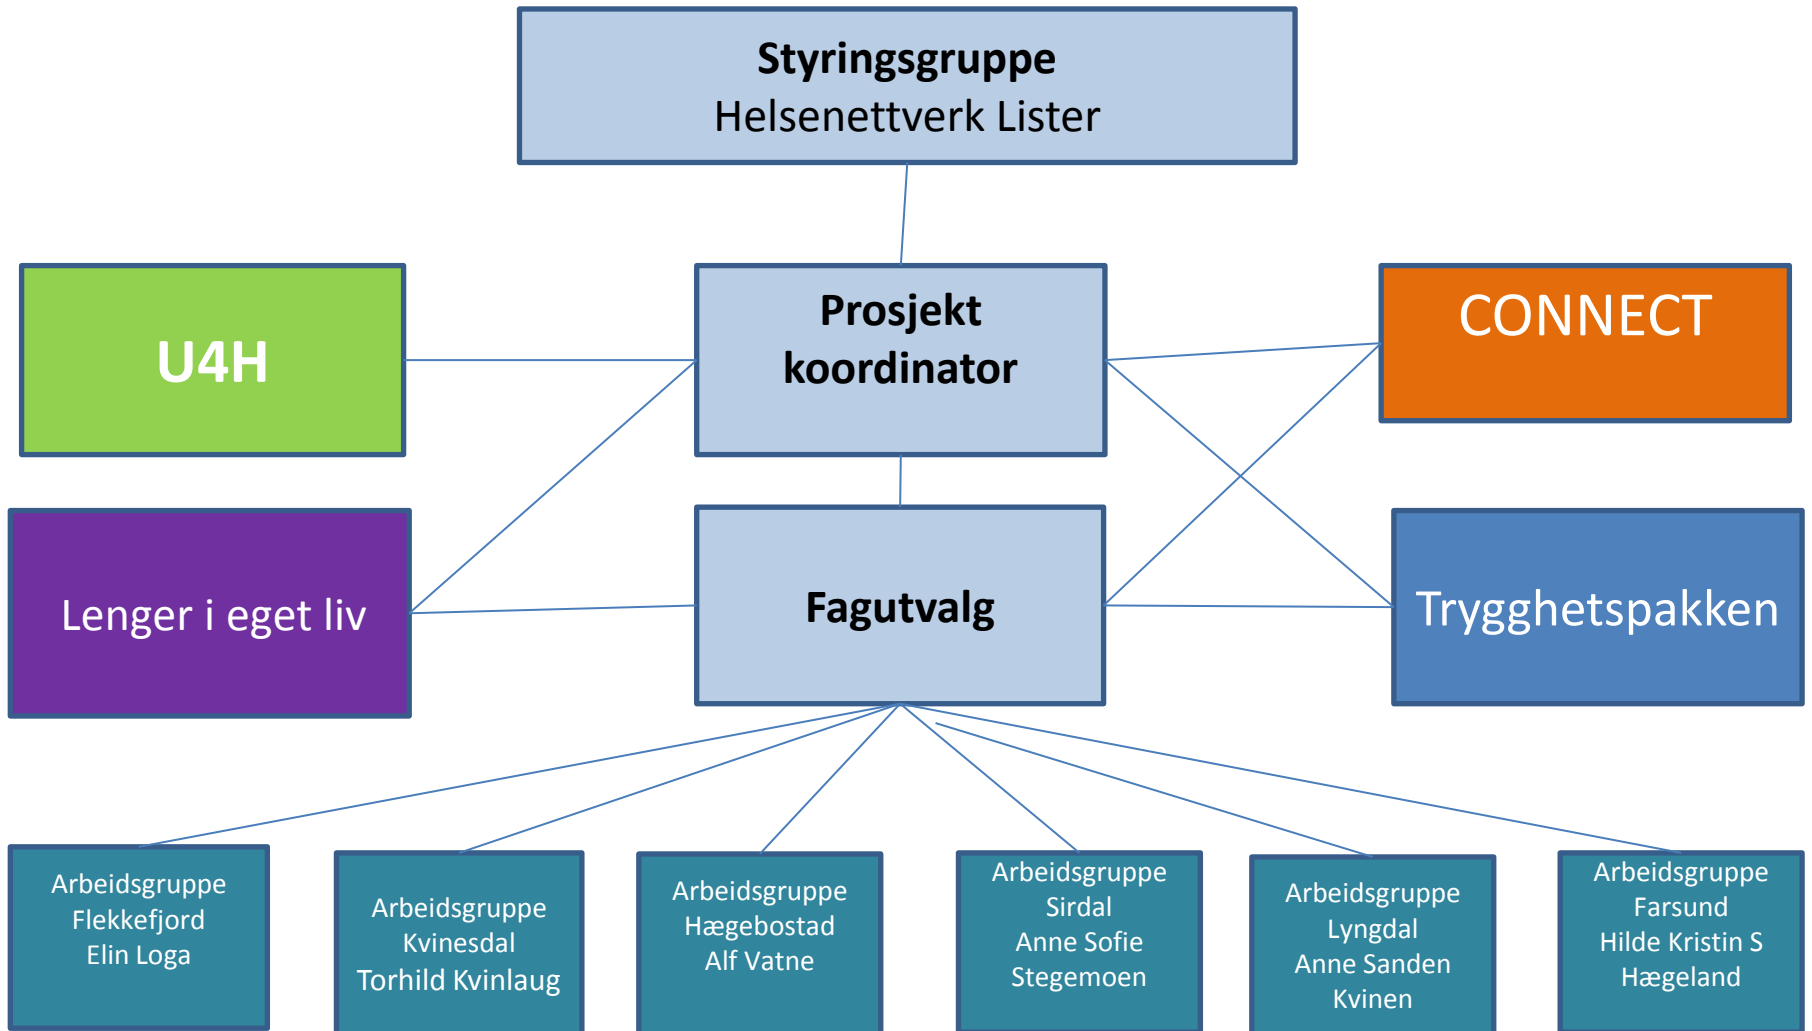 Styringsgruppe
Helsenettverk Lister
U4H
Prosjekt
koordinator
CONNECT
Lenger i eget liv
Fagutvalg
Trygghetspakken
Arbeidsgruppe
Flekkefjord
Elin Loga
Arbeidsgruppe
Kvinesdal
Torhild Kvinlaug
Arbeidsgruppe
Hægebostad
Alf Vatne
Arbeidsgruppe
Sirdal
Anne Sofie
Stegemoen
Arbeidsgruppe
Lyngdal
Anne Sanden
Kvinen
Arbeidsgruppe
Farsund
Hilde Kristin S
Hægeland